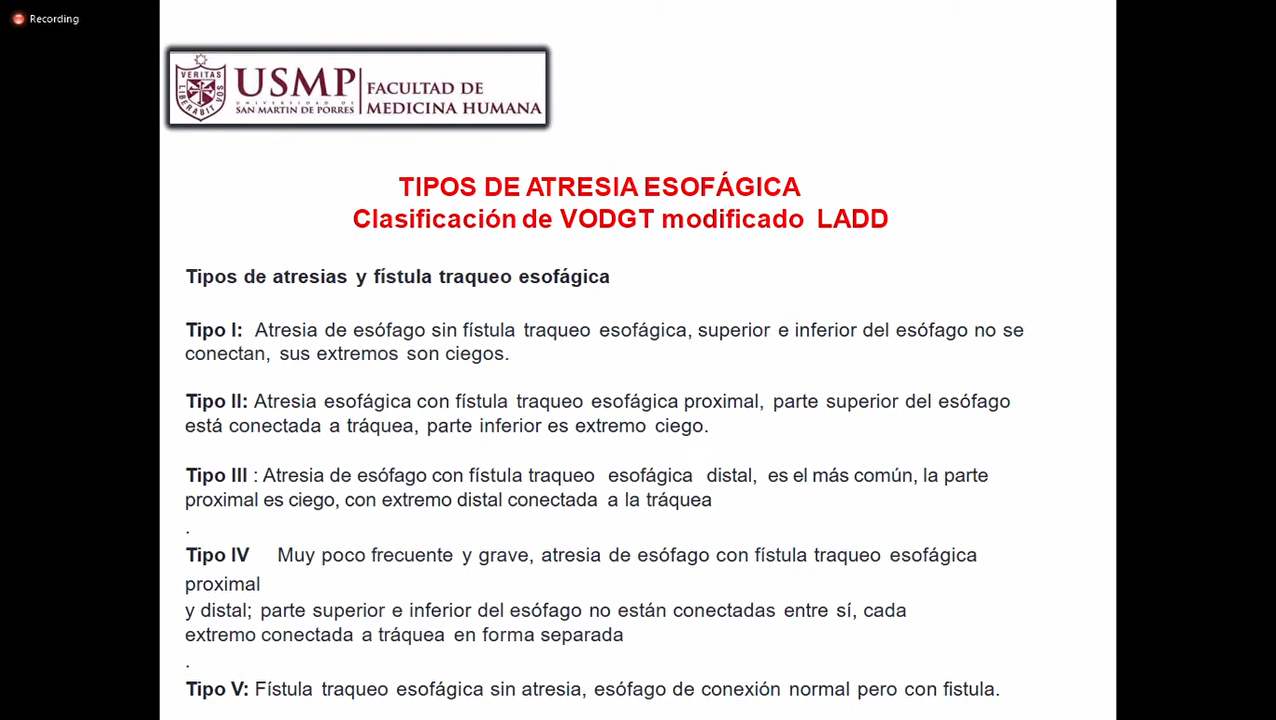 Recording
VERITAS
LIBERABIT VOS
USMP
UNIVERSIDAD DE
SAN MARTIN DE PORRES
FACULTAD DE
MEDICINA HUMANA
TIPOS DE ATRESIA ESOFÁGICA
Clasificación de VODGT modificado LADD
Tipos de atresias y fístula traqueo esofágica
Tipo I: Atresia de esófago sin fístula traqueo esofágica, superior e inferior del esófago no se
conectan, sus extremos son ciegos.
Tipo II: Atresia esofágica con fístula traqueo esofágica proximal, parte superior del esófago
está conectada a tráquea, parte inferior es extremo ciego.
Tipo III : Atresia de esófago con fístula traqueo esofágica distal, es el más común, la parte
proximal es ciego, con extremo distal conectada a la tráquea
.
Tipo IV Muy poco frecuente y grave, atresia de esófago con fístula traqueo esofágica
proximal
y distal; parte superior e inferior del esófago no están conectadas entre sí, cada
extremo conectada a tráquea en forma separada
.
Tipo V: Fístula traqueo esofágica sin atresia, esófago de conexión normal pero con fistula.